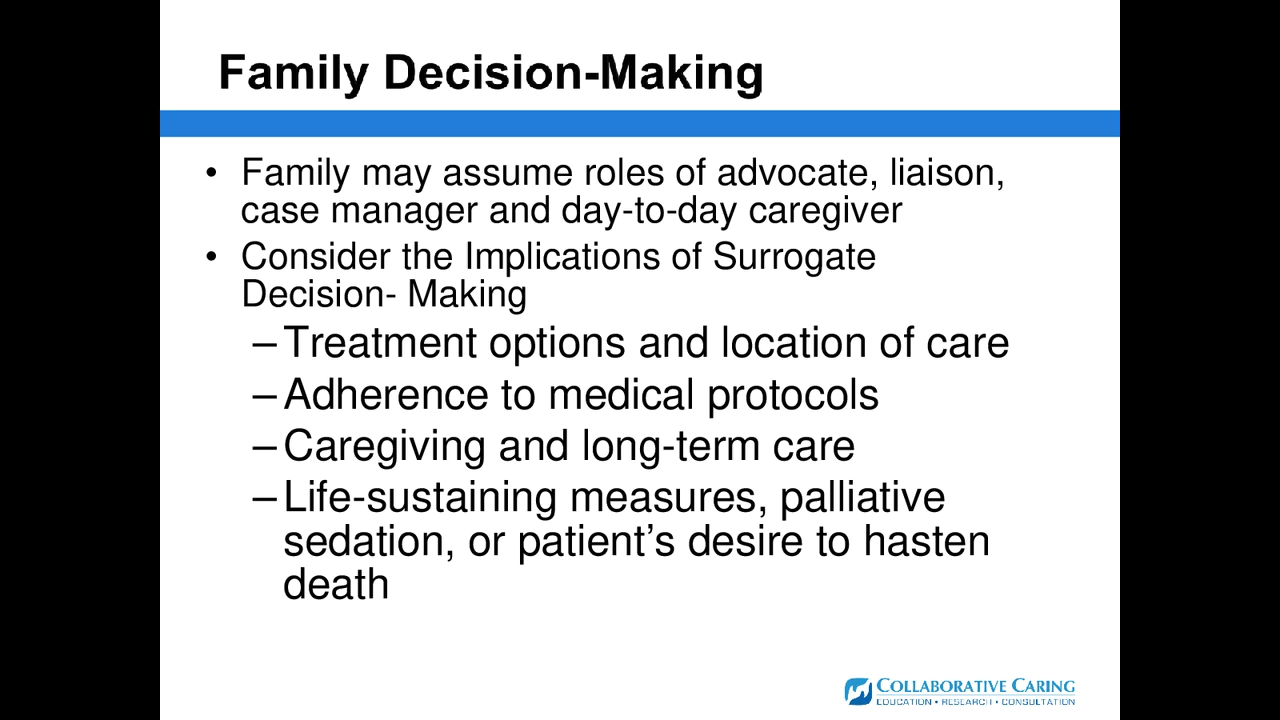 Family Decision-Making
• Family may assume roles of advocate, liaison,
case manager and day-to-day caregiver
• Consider the Implications of Surrogate
Decision- Making
– Treatment options and location of care
– Adherence to medical protocols
– Caregiving and long-term care
– Life-sustaining measures, palliative
sedation, or patient’s desire to hasten
death
COLLABORATIVE CARING
EDUCATION • RESEARCH • CONSULTATION